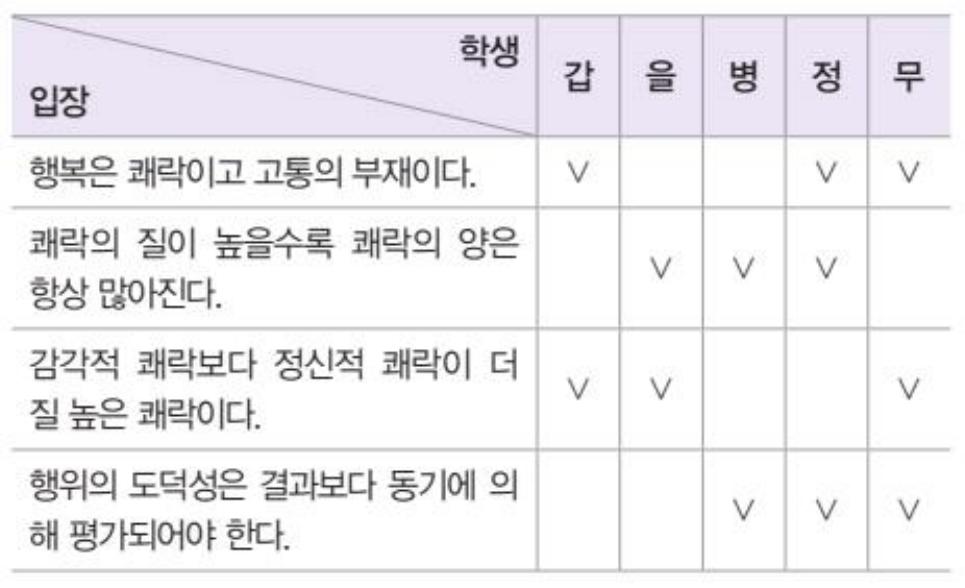 학생
입장
갑 을 병 정 무
행복은 쾌락이고 고통의 부재이다. ∨ ∨ ∨
쾌락의 질이 높을수록 쾌락의 양은
항상 많아진다. ∨ ∨ ∨
감각적 쾌락보다 정신적 쾌락이 더
질 높은 쾌락이다. ∨ ∨ ∨
행위의 도덕성은 결과보다 동기에 의
해 평가되어야 한다. ∨ ∨ ∨